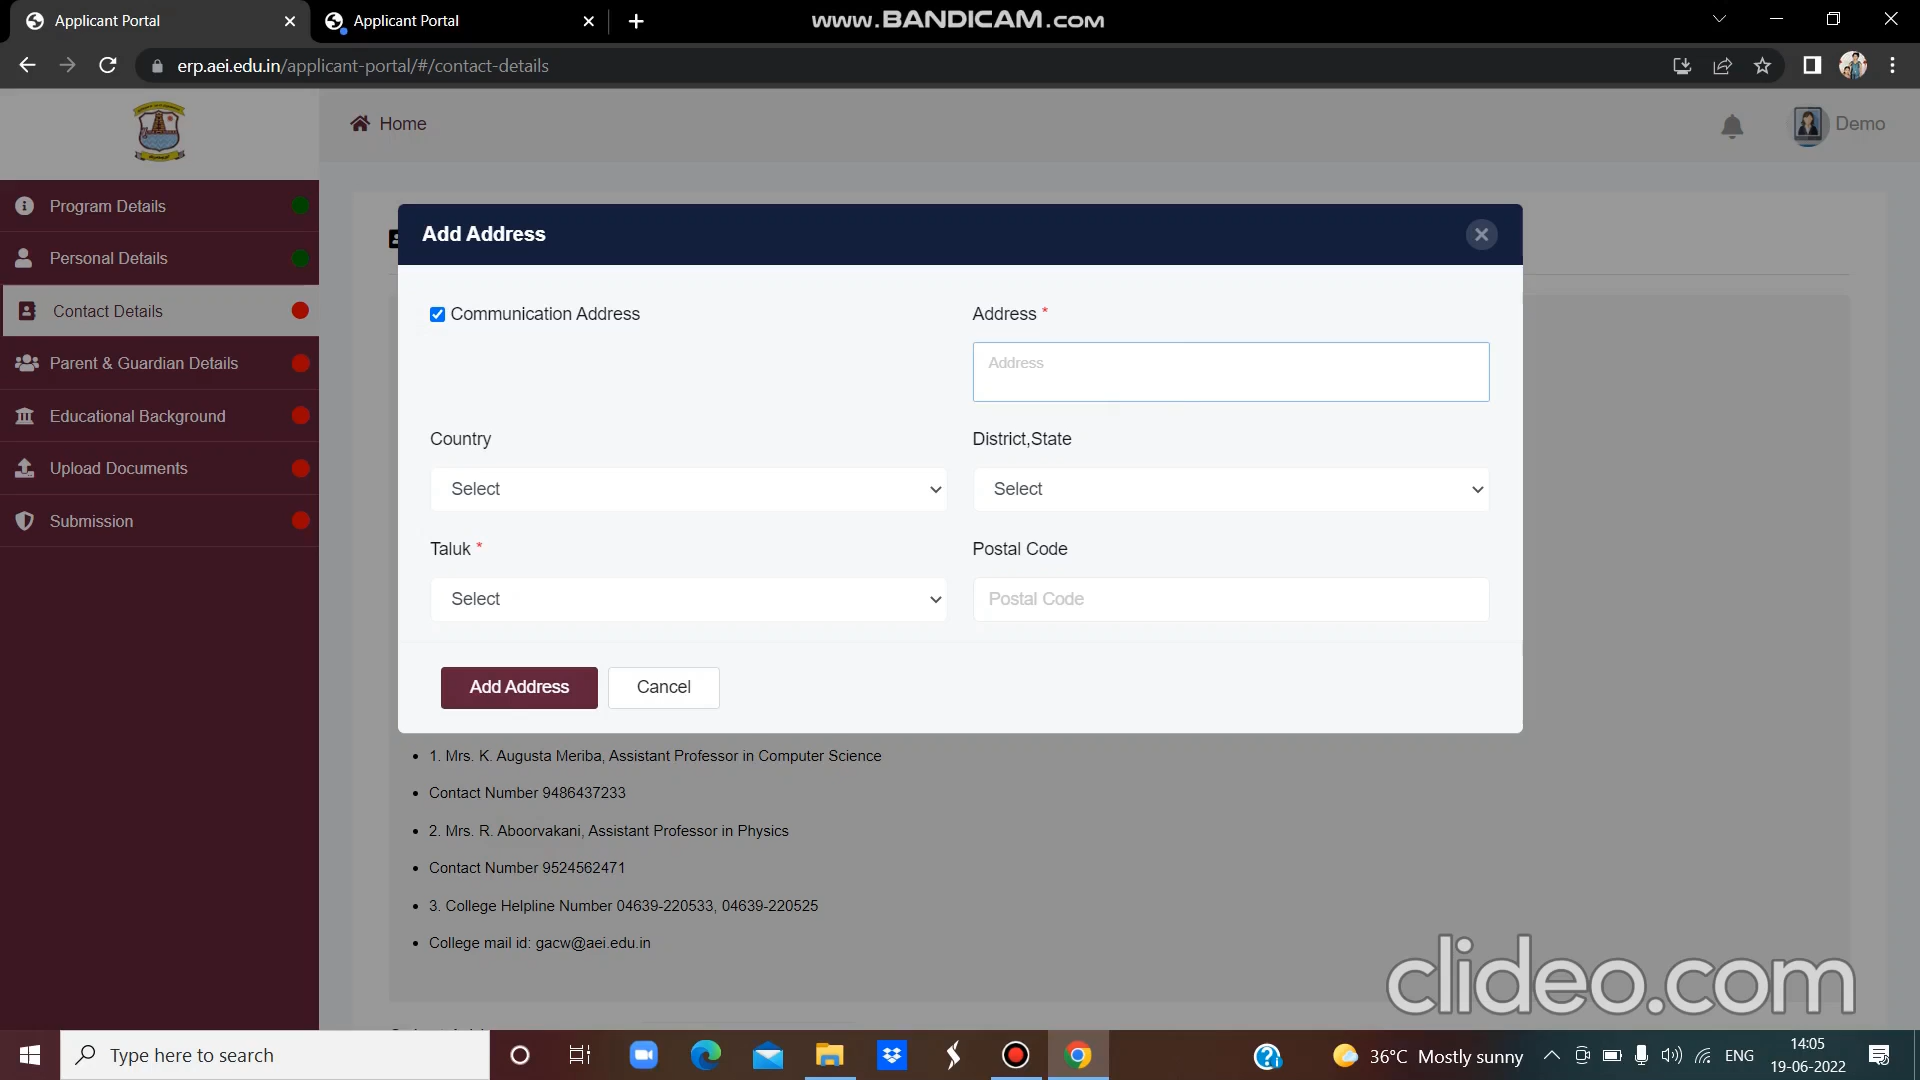 Applicant Portal
Applicant Portal
www.BANDICAM.com
erp.aei.edu.in/applicant-portal/#/contact-details
Home
Demo
Program Details
Personal Details
Contact Details
Parent & Guardian Details
Educational Background
Upload Documents
Submission
Add Address
Communication Address
Address *
Address
Country
District,State
Select
Select
Taluk *
Postal Code
Select
Postal Code
Add Address
Cancel
• 1. Mrs. K. Augusta Meriba, Assistant Professor in Computer Science
• Contact Number 9486437233
• 2. Mrs. R. Aboorvakani, Assistant Professor in Physics
• Contact Number 9524562471
• 3. College Helpline Number 04639-220533, 04639-220525
• College mail id: gacw@aei.edu.in
clideo.com
Type here to search
36°C Mostly sunny
ENG
14:05
19-06-2022